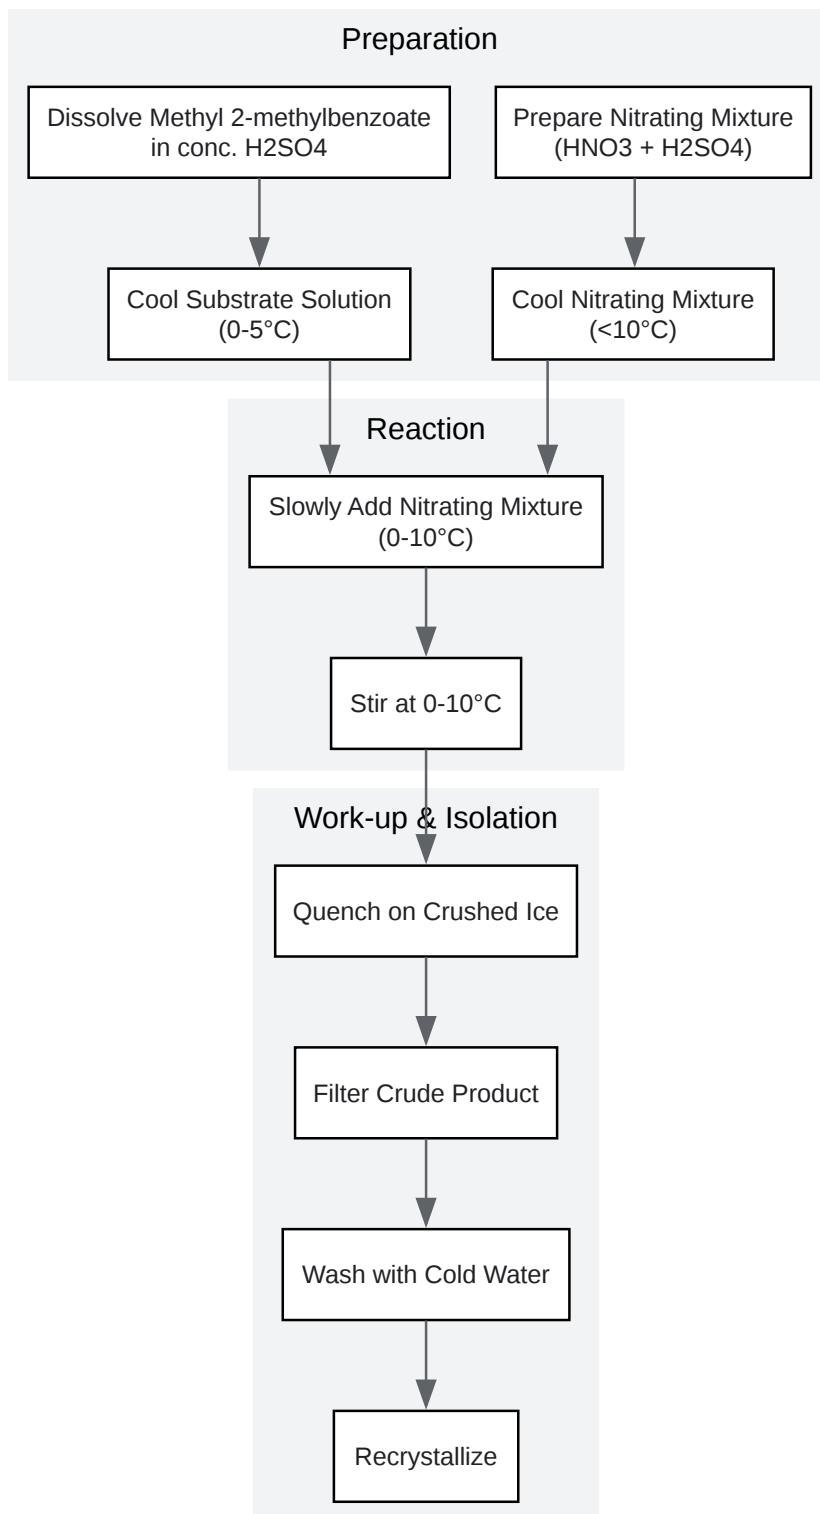 Preparation
Dissolve Methyl 2-methylbenzoate
in conc. H2SO4
Prepare Nitrating Mixture
(HNO3 + H2SO4)
Cool Substrate Solution
(0-5°C)
Cool Nitrating Mixture
(<10°C)
Reaction
Slowly Add Nitrating Mixture
(0-10°C)
Stir at 0-10°C
Work-up & Isolation
Quench on Crushed Ice
Filter Crude Product
Wash with Cold Water
Recrystallize